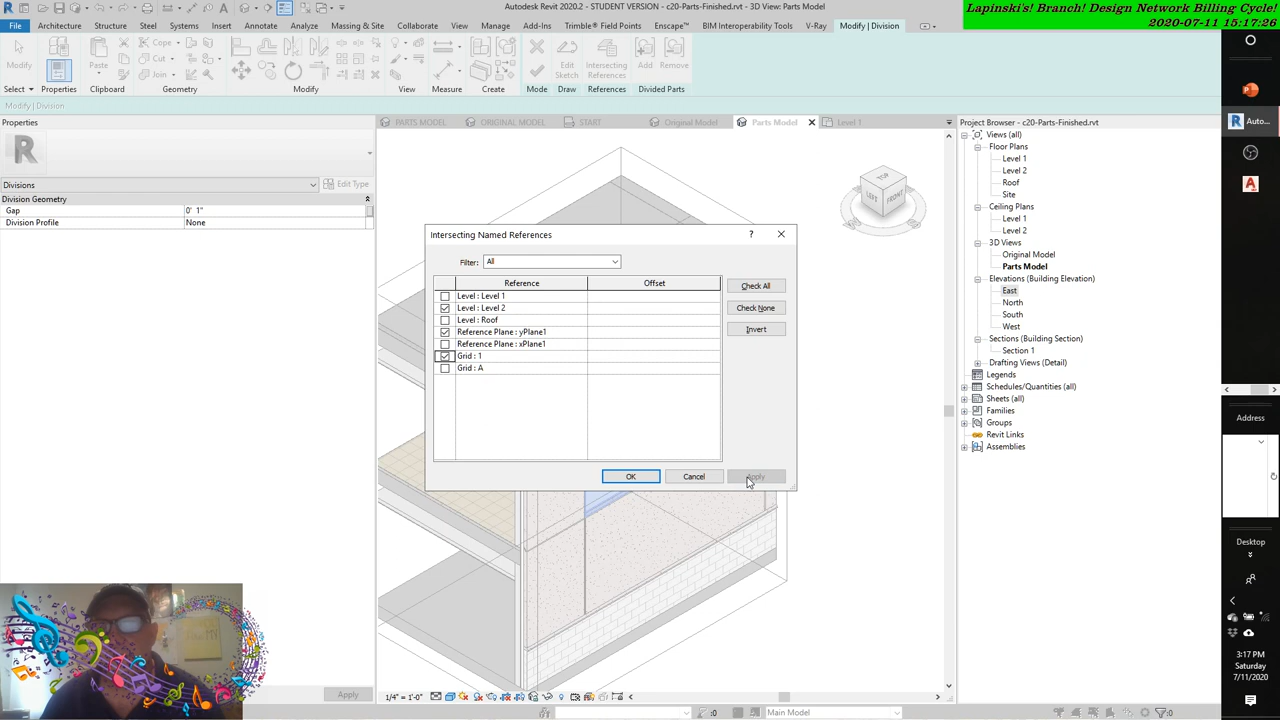 Autodesk Revit 2020.2 - STUDENT VERSION - c20-Parts-Finished.rvt - 3D View: Parts Model
Lapinski's! Branch! Design Network Billing Cycle!
2020-07-11 15:17:26
File Architecture Structure Steel Systems Insert Annotate Analyze Massing & Site Collaborate View Manage Add-Ins Trimble® Field Points Enscape™ BIM Interoperability Tools V-Ray Modify | Division
Modify Paste Cope Cut Join Edit Sketch Intersecting References Add Remove
Select Properties Clipboard Geometry Modify View Measure Create Mode Draw References Divided Parts
Modify | Division
Properties
PARTS MODEL ORIGINAL MODEL START Original Model Parts Model Level 1
Project Browser - c20-Parts-Finished.rvt
Divisions Edit Type
Division Geometry
Gap 0' 1"
Division Profile None
TOP
LEFT FRONT
Intersecting Named References
Filter: All
Reference Offset
Level : Level 1
Level : Level 2
Level : Roof
Reference Plane : yPlane1
Reference Plane : xPlane1
Grid : 1
Grid : A
Check All
Check None
Invert
OK Cancel Apply
Views (all)
Floor Plans
Level 1
Level 2
Roof
Site
Ceiling Plans
Level 1
Level 2
3D Views
Original Model
Parts Model
Elevations (Building Elevation)
East
North
South
West
Sections (Building Section)
Section 1
Drafting Views (Detail)
Legends
Schedules/Quantities (all)
Sheets (all)
Families
Groups
Revit Links
Assemblies
Auto...
Address
Desktop
3:17 PM
Saturday
7/11/2020
Apply
1/4" = 1'-0"
:0 Main Model :0